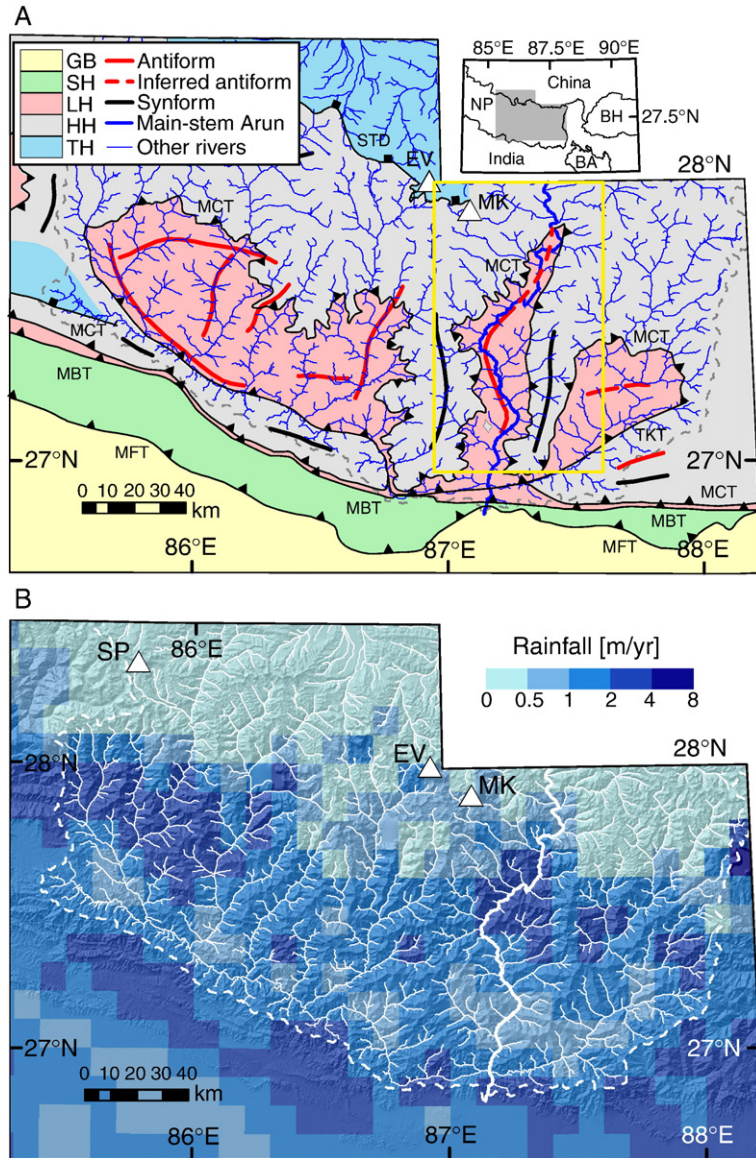 A
GB Antiform
SH Inferred antiform
LH Synform
HH Main-stem Arun
TH Other rivers
85°E 87.5°E 90°E
China
NP
27.5°N
BH
India BA
STD
EV
28°N
MK
MCT
MCT
MCT
MCT
MBT
TKT
27°N
27°N
MFT
MCT
0 10 20 30 40
km
MBT
MBT
86°E
87°E
MFT
88°E
B
SP
86°E
Rainfall [m/yr]
0 0.5 1 2 4 8
28°N
EV
28°N
MK
27°N
27°N
0 10 20 30 40
km
86°E
87°E
88°E